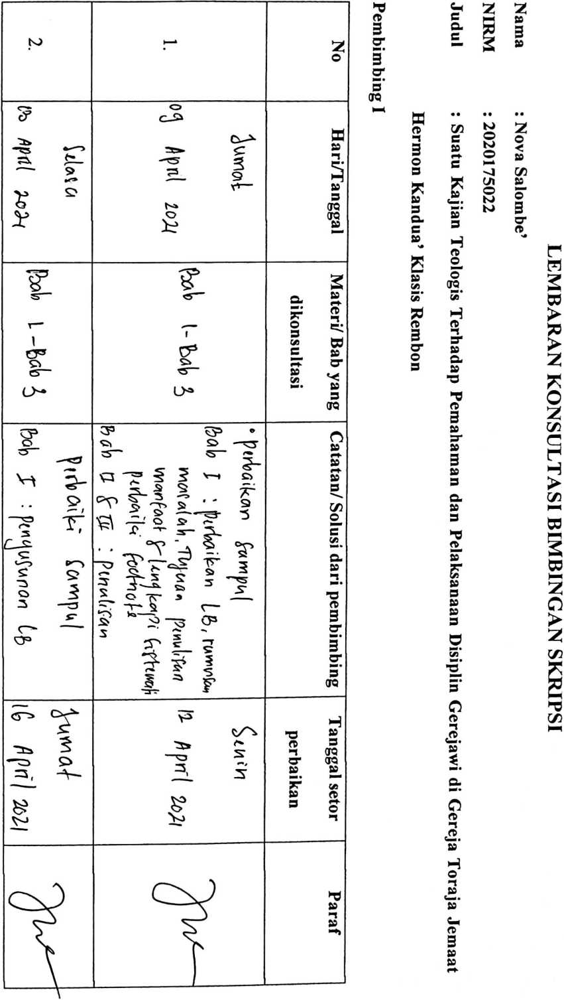 LEMBARAN KONSULTASI BIMBINGAN SKRIPSI
Nama : Nova Salombe'
NIRM : 2020175022
Judul : Suatu Kajian Teologis Terhadap Pemahaman dan Pelaksanaan Disiplin Gerejawi di Gereja Toraja Jemaat
Hermon Kandua' Klasis Rembon
Pembimbing I
No
Hari/Tanggal
Materi/ Bab yang
dikonsultasi
Catatan/ Solusi dari pembimbing
Tanggal setor
perbaikan
Paraf
1.
Jumat
09 April 2021
Bab 1-Bab 3
• perbaikan sampul
Bab I : perbaikan LB, rumusan
masalah, Tujuan penulisan
manfaat & lengkapi sistemati
perbaiki footnote
Bab II & III : penulisan
Senin
12 April 2021
2.
Selasa
April 2021
Bab 1-Bab 3
perbaiki sampul
Bab I : penyusunan LB
Jumat
16 April 2021